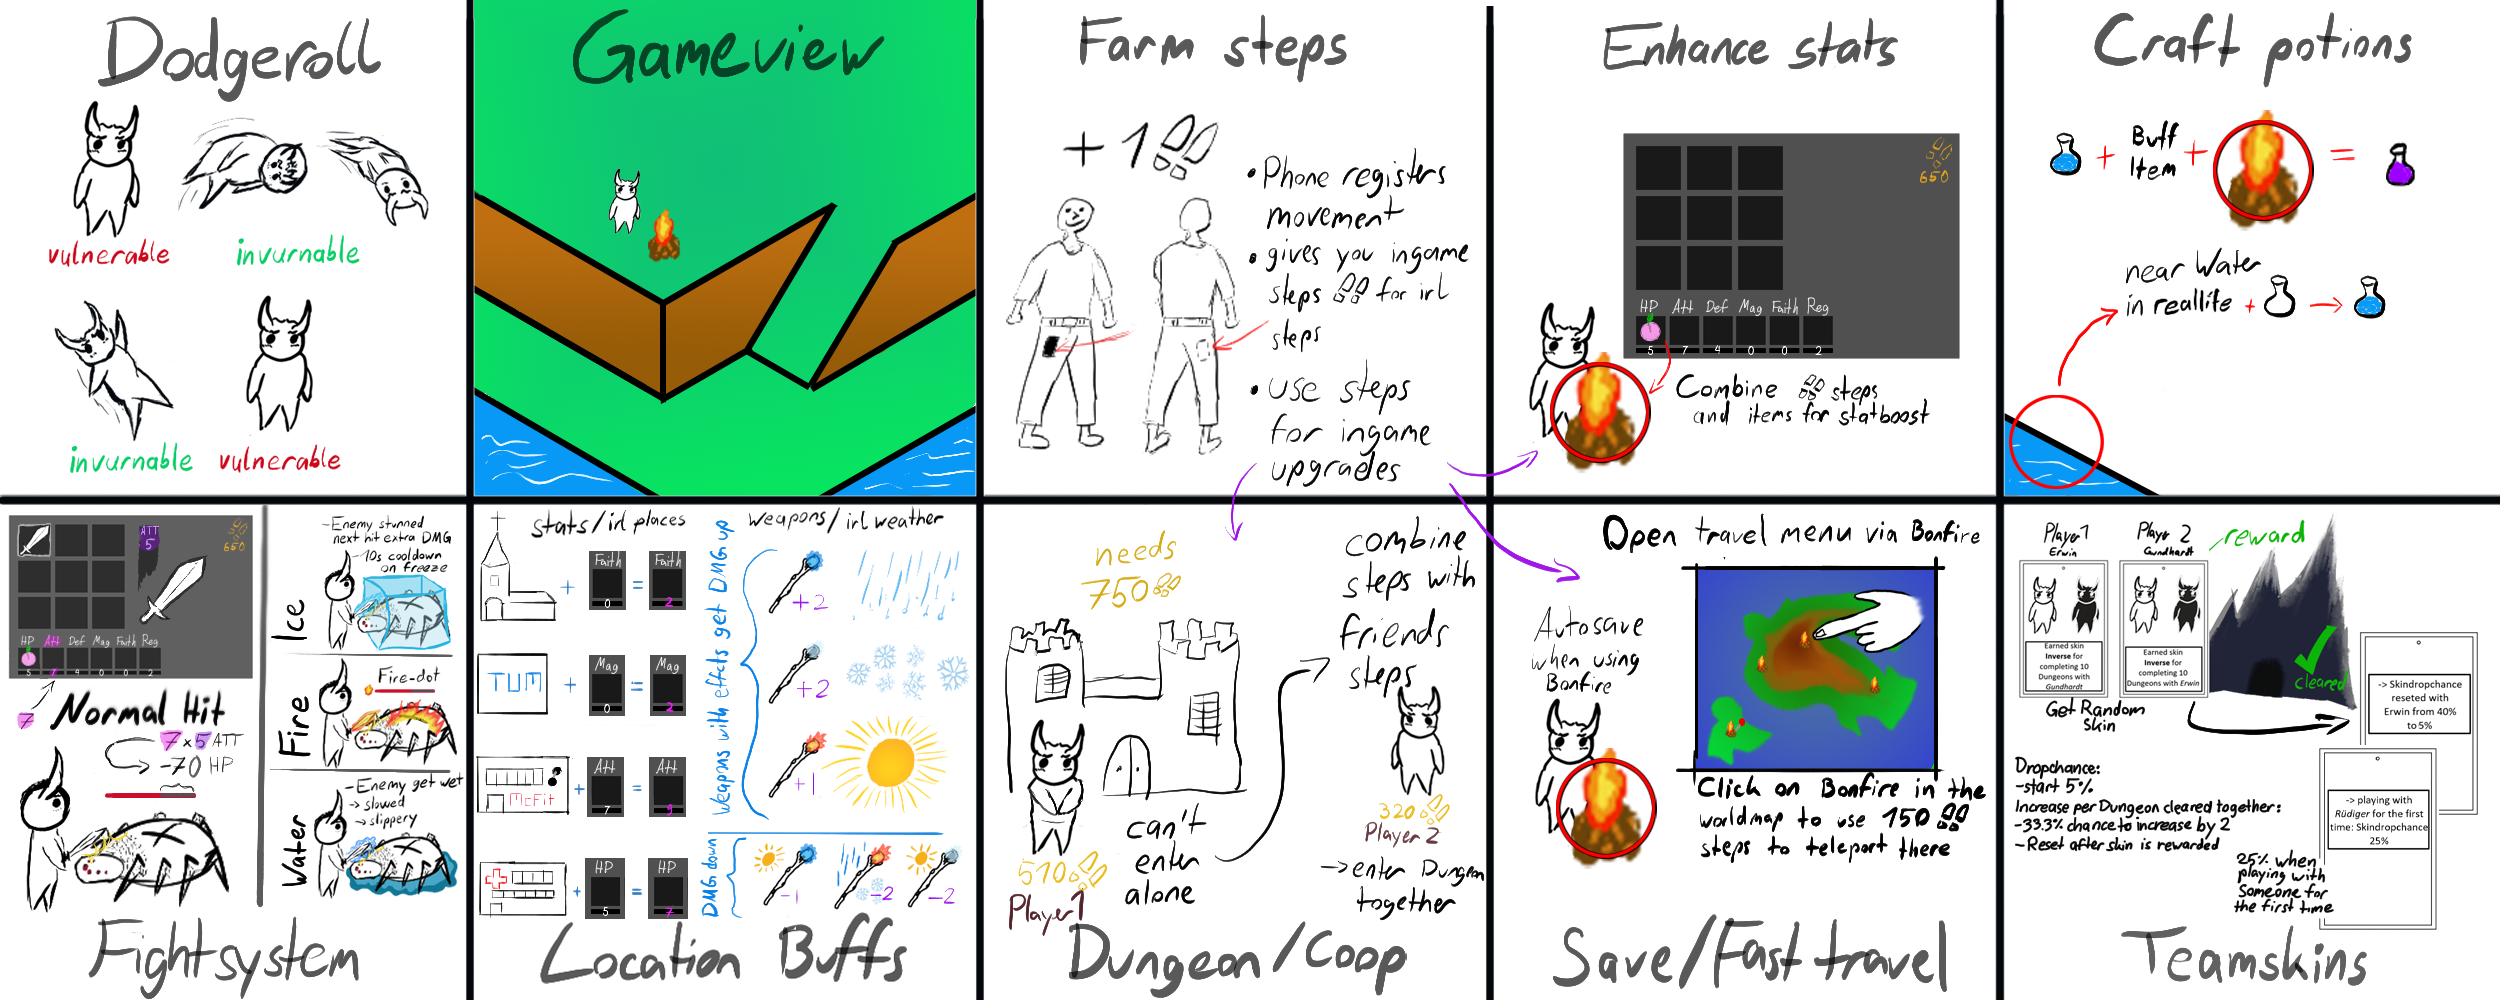 Dodgeroll
vulnerable
invurnable
invurnable
vulnerable
Gameview
Farm steps
+1
• Phone registers
movement
• gives you ingame
steps for irl
steps
• use steps
for ingame
upgrades
Enhance stats
650
HP Att Def Mag Faith Reg
5 7 4 0 0 2
Combine steps
and items for statboost
Craft potions
+ Buff
Item + =
near Water
in reallife + →
ATT
5
650
HP Att Def Mag Faith Reg
5 7 4 0 0 2
7
Normal Hit
7 x 5 ATT
-70 HP
Ice
-Enemy stunned
next hit extra DMG
-10s cooldown
on freeze
Fire
Fire-dot
Water
-Enemy get wet
→ slowed
→ slippery
Fightsystem
stats/irl places
+ Faith 0 = Faith 2
TUM + Mag 0 = Mag 2
McFit + Att 7 = Att 9
+ HP 5 = HP 7
weapons/irl weather
Weapons with effects get DMG up
+2
+2
+1
DMG down
-1 -2 -2
Location Buffs
needs
750
combine
steps with
friends
steps
can't
enter
alone
510
Player 1
320
Player 2
→enter Dungeon
together
Dungeon/Coop
Open travel menu via Bonfire
Autosave
when using
Bonfire
Click on Bonfire in the
worldmap to use 150
steps to teleport there
Save/Fast travel
Player 1
Erwin
Player 2
Gundhardt
reward
Earned skin
Inverse for
completing 10
Dungeons with
Gundhardt
Earned skin
Inverse for
completing 10
Dungeons with Erwin
cleared
Get Random
Skin
-> Skindropchance
reseted with
Erwin from 40%
to 5%
Dropchance:
-start 5%
Increase per Dungeon cleared together:
-33.3% chance to increase by 2
-Reset after skin is rewarded
-> playing with
Rüdiger for the first
time: Skindropchance
25%
25% when
playing with
Someone for
the first time
Teamskins